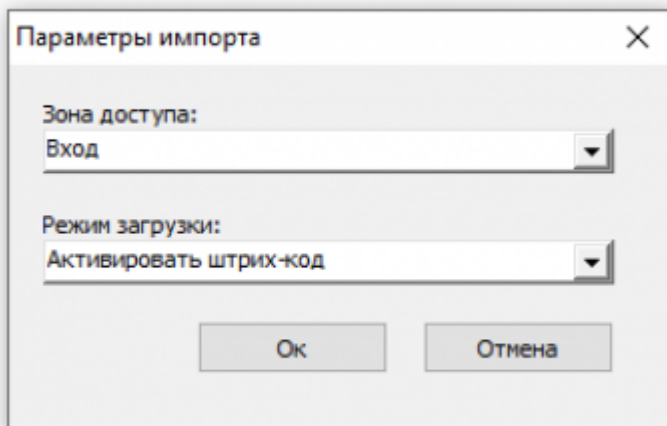 Параметры импорта
Зона доступа:
Вход
Режим загрузки:
Активировать штрих-код
Ок
Отмена